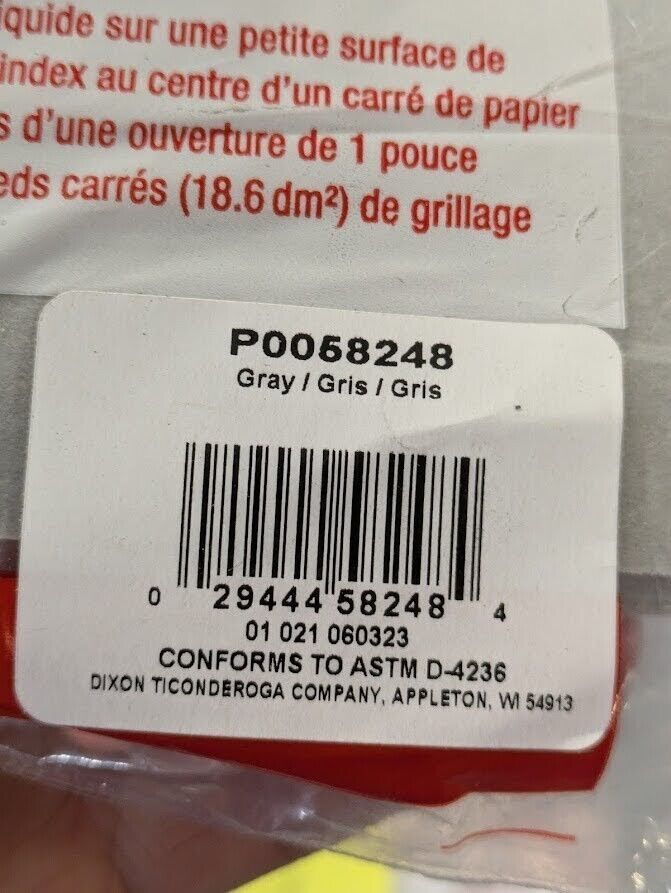 iquide sur une petite surface de
index au centre d'un carré de papier
s d'une ouverture de 1 pouce
eds carrés (18.6 dm²) de grillage
P0058248
Gray / Gris / Gris
0 29444 58248 4
01 021 060323
CONFORMS TO ASTM D-4236
DIXON TICONDEROGA COMPANY, APPLETON, WI 54913